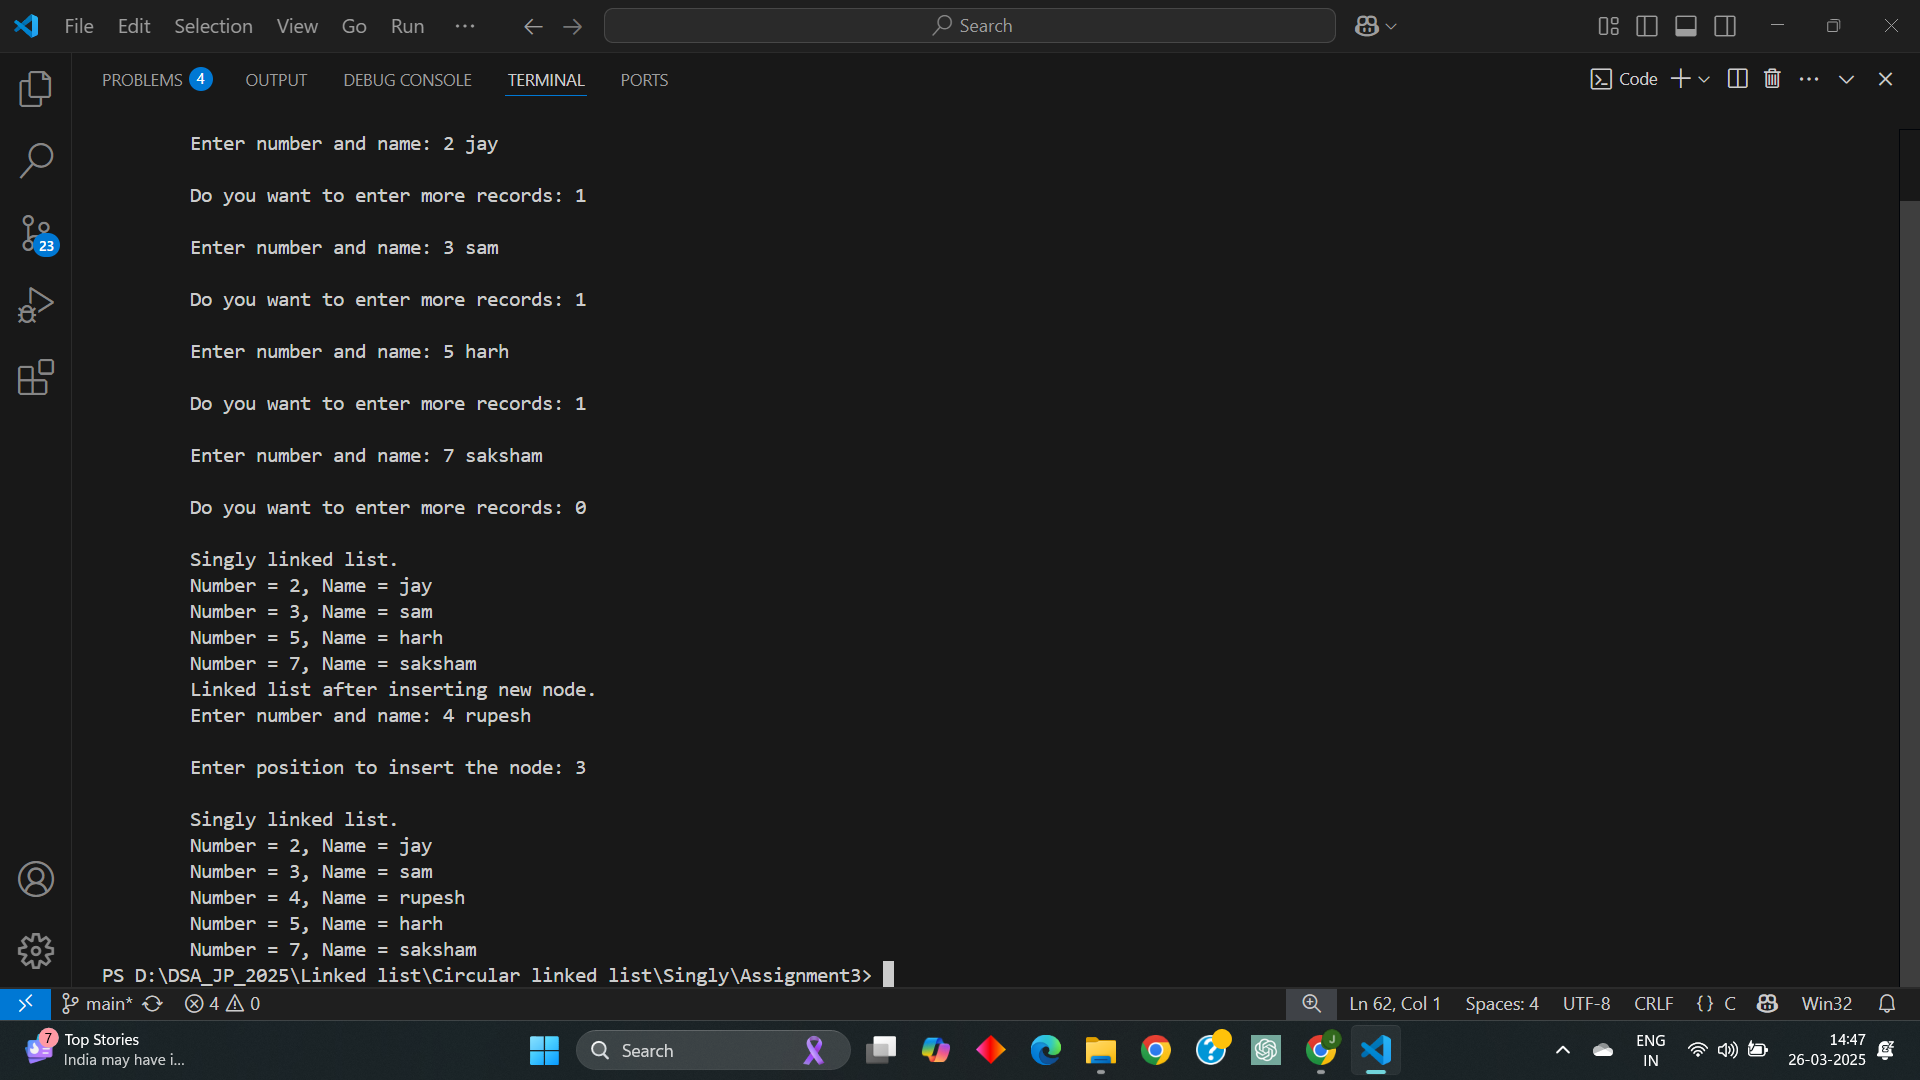 File Edit Selection View Go Run ··· Search
PROBLEMS 4 OUTPUT DEBUG CONSOLE TERMINAL PORTS Code
Enter number and name: 2 jay
Do you want to enter more records: 1
Enter number and name: 3 sam
Do you want to enter more records: 1
Enter number and name: 5 harh
Do you want to enter more records: 1
Enter number and name: 7 saksham
Do you want to enter more records: 0
Singly linked list.
Number = 2, Name = jay
Number = 3, Name = sam
Number = 5, Name = harh
Number = 7, Name = saksham
Linked list after inserting new node.
Enter number and name: 4 rupesh
Enter position to insert the node: 3
Singly linked list.
Number = 2, Name = jay
Number = 3, Name = sam
Number = 4, Name = rupesh
Number = 5, Name = harh
Number = 7, Name = saksham
PS D:\DSA_JP_2025\Linked list\Circular linked list\Singly\Assignment3>
23
main* 4 0 Ln 62, Col 1 Spaces: 4 UTF-8 CRLF {} C Win32
7 Top Stories
India may have i...
Search
J
ENG
IN
14:47
26-03-2025